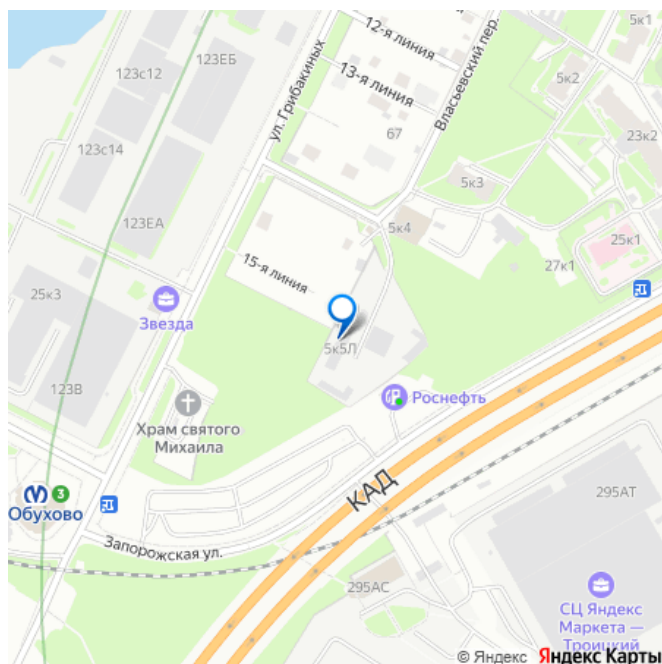 12-я линия
5к1
123с12
123ЕБ
13-я линия
Власьевский пер.
5к2
ул. Грибакиных
67
23к2
123с14
5к3
123ЕА
5к4
25к1
15-я линия
27к1
25к3
Звезда
5к5Л
123В
Роснефть
Храм святого
Михаила
КАД
295АТ
3
Обухово
Запорожская ул.
295АС
СЦ Яндекс
Маркета —
Троицкий
© Яндекс Яндекс Карты